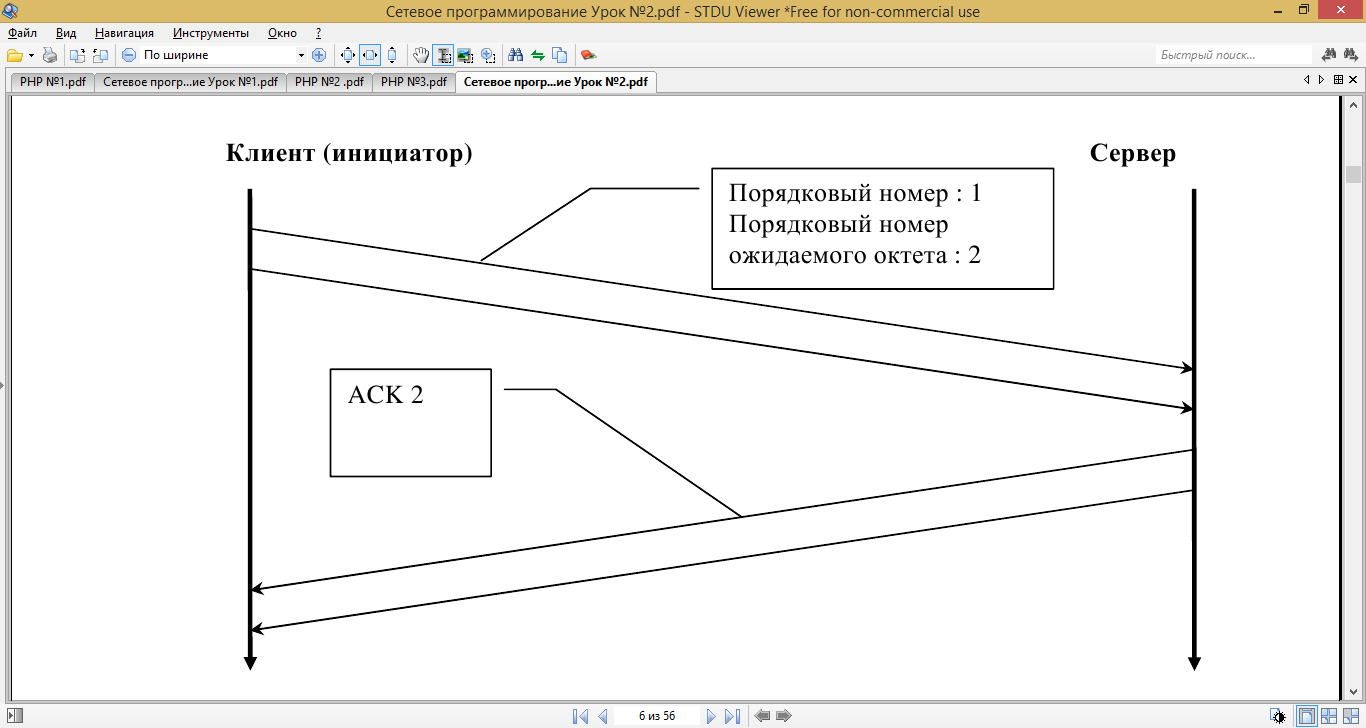 Сетевое программирование Урок №2.pdf - STDU Viewer *Free for non-commercial use
Файл Вид Навигация Инструменты Окно ?
По ширине
Быстрый поиск...
PHP №1.pdf Сетевое прогр...ие Урок №1.pdf PHP №2 .pdf PHP №3.pdf Сетевое прогр...ие Урок №2.pdf
Клиент (инициатор)
Сервер
Порядковый номер : 1
Порядковый номер
ожидаемого октета : 2
ACK 2
6 из 56